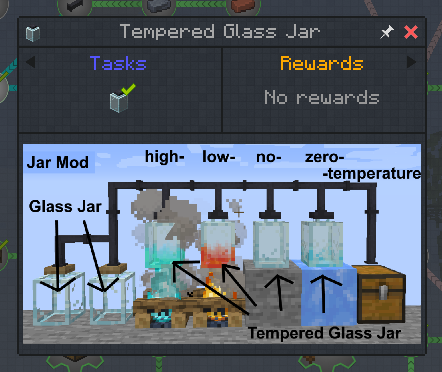 Tempered Glass Jar
Tasks
Rewards
No rewards
Jar Mod
high- low- no- zero-
-temperature
Glass Jar
Tempered Glass Jar